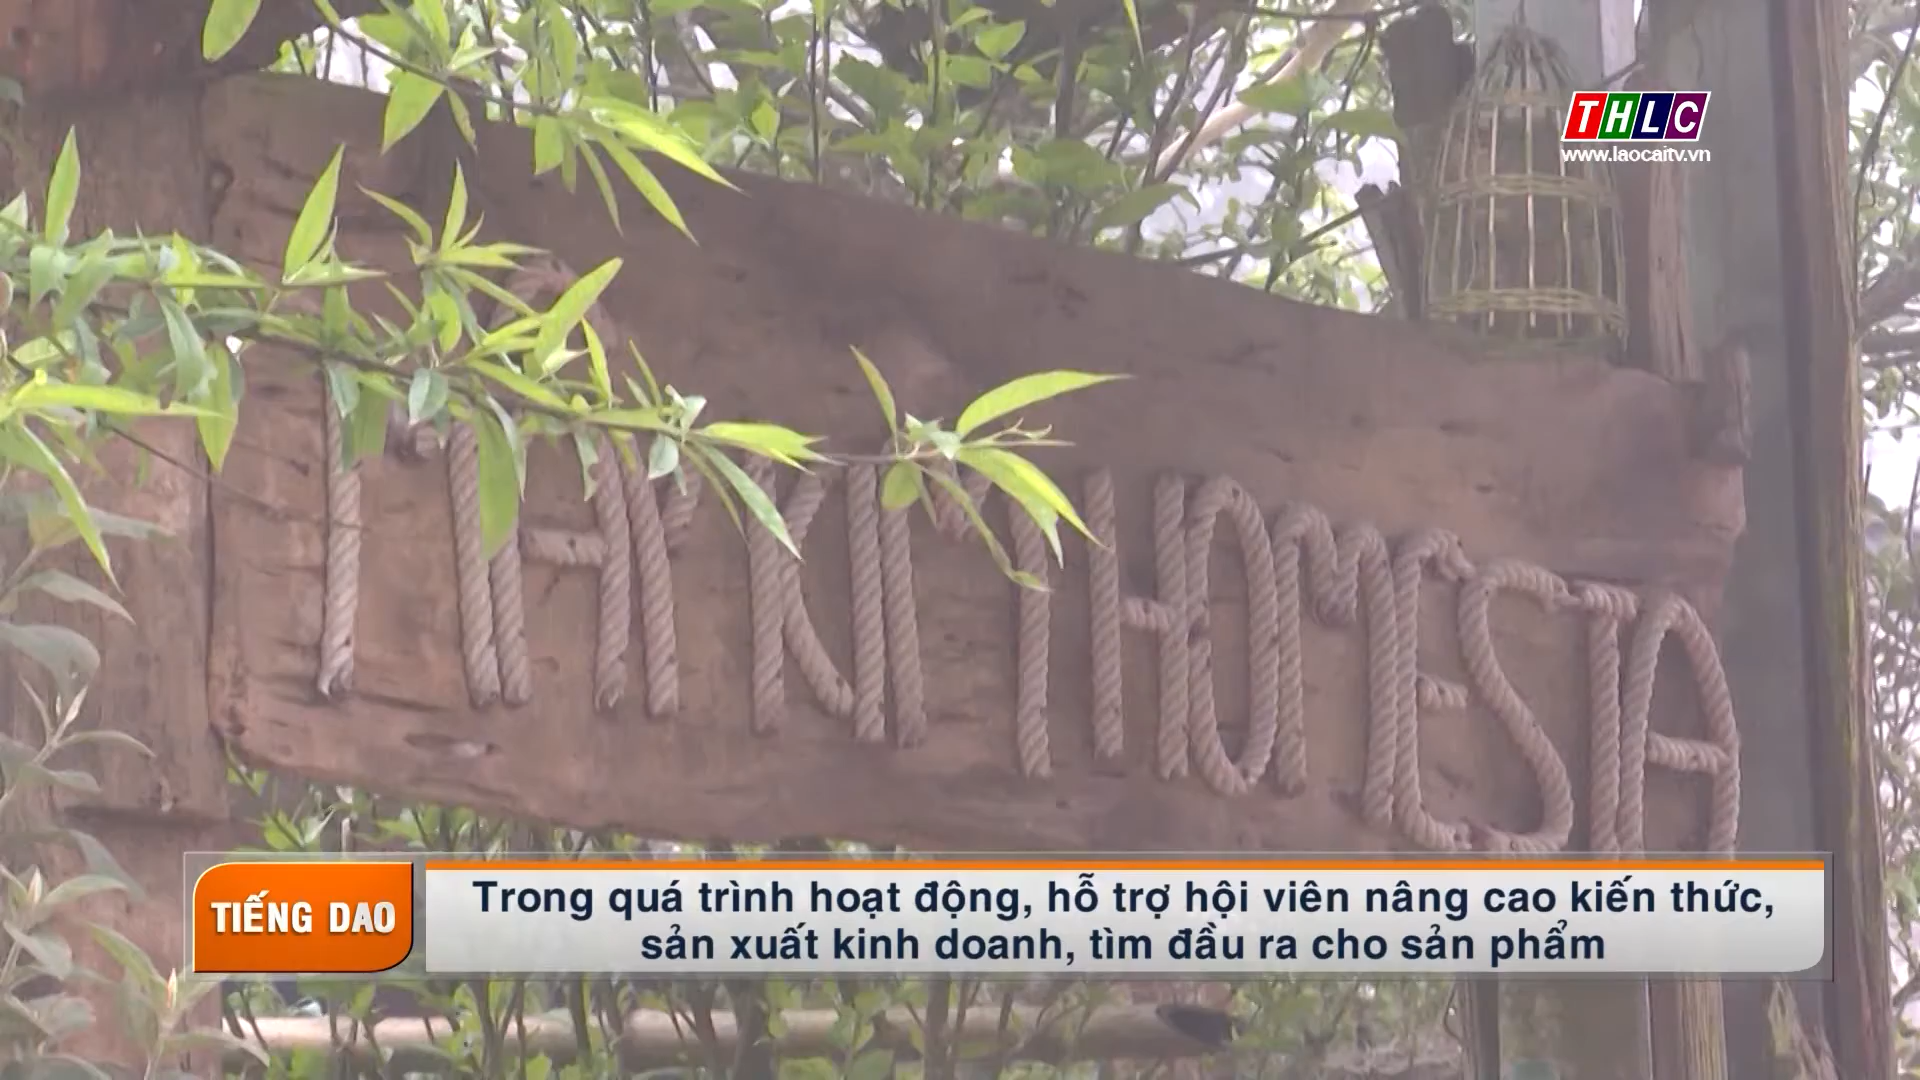 THLC
www.laocaitv.vn
HOMESTA
TIẾNG DAO
Trong quá trình hoạt động, hỗ trợ hội viên nâng cao kiến thức,
sản xuất kinh doanh, tìm đầu ra cho sản phẩm